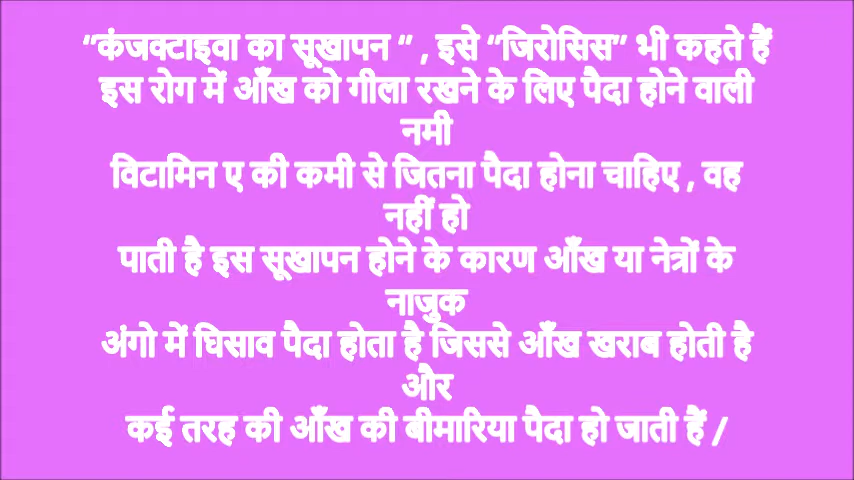 “कंजक्टाइवा का सूखापन “ , इसे “जिरोसिस” भी कहते हैं
इस रोग में आँख को गीला रखने के लिए पैदा होने वाली
नमी
विटामिन ए की कमी से जितना पैदा होना चाहिए , वह
नहीं हो
पाती है इस सूखापन होने के कारण आँख या नेत्रों के
नाजुक
अंगो में घिसाव पैदा होता है जिससे आँख खराब होती है
और
कई तरह की आँख की बीमारिया पैदा हो जाती हैं /